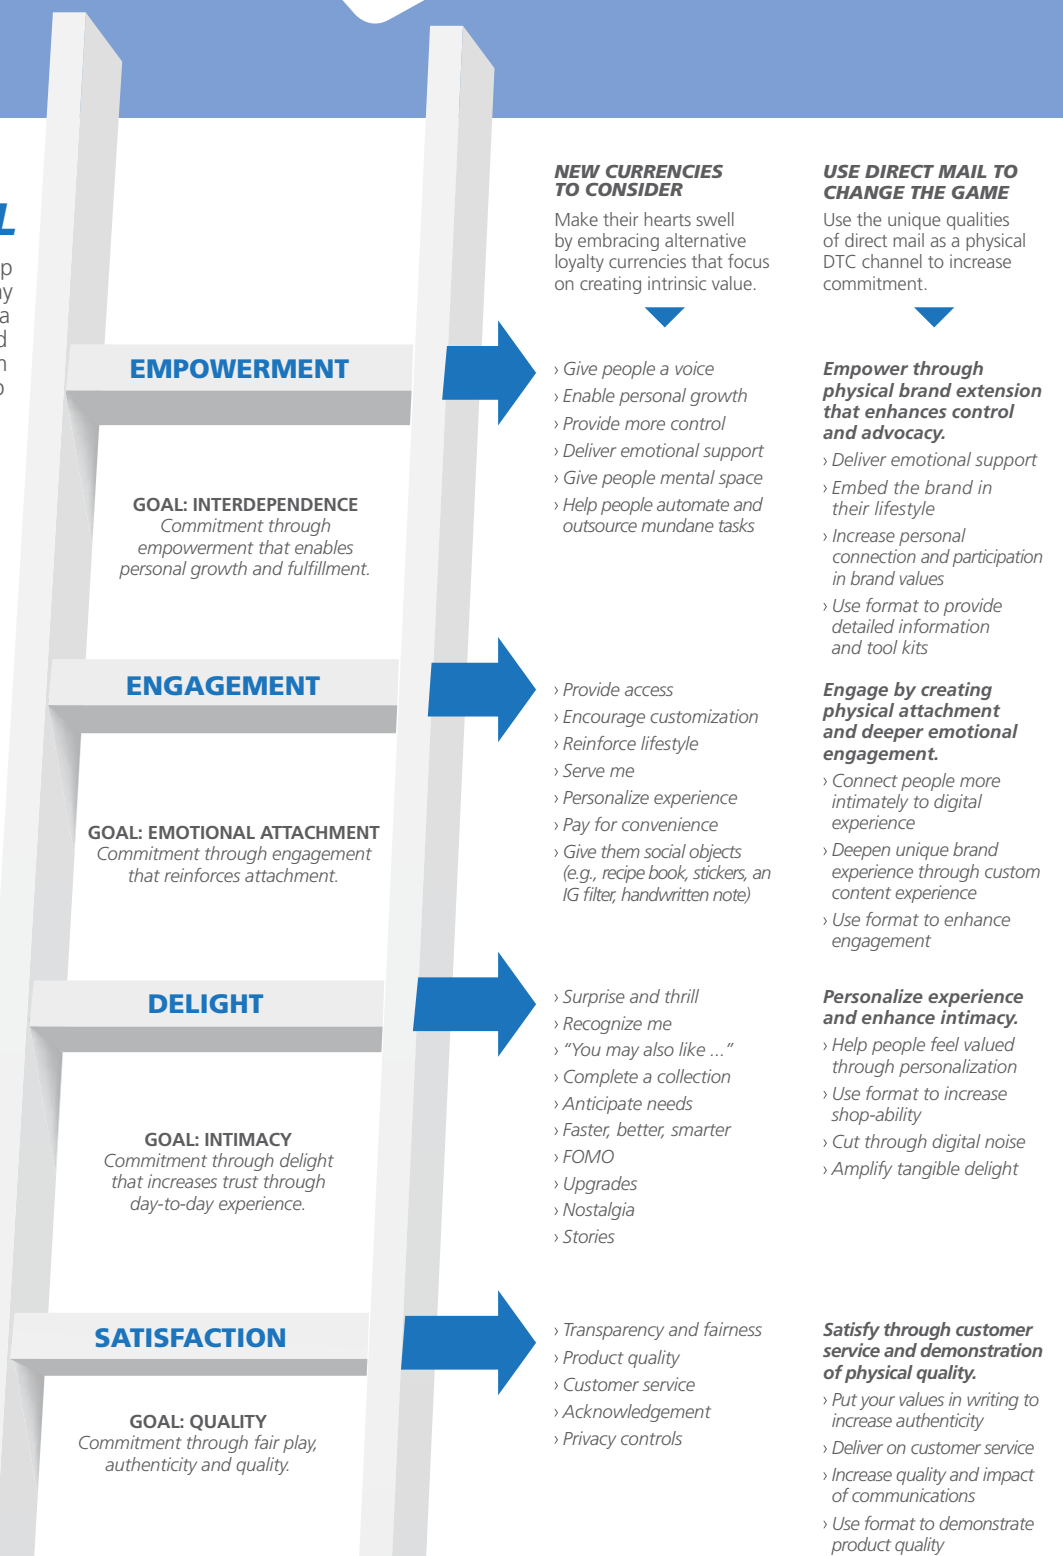 L
p
ay
a
d
n
o
NEW CURRENCIES
TO CONSIDER
Make their hearts swell
by embracing alternative
loyalty currencies that focus
on creating intrinsic value.
USE DIRECT MAIL TO
CHANGE THE GAME
Use the unique qualities
of direct mail as a physical
DTC channel to increase
commitment.
EMPOWERMENT
GOAL: INTERDEPENDENCE
Commitment through
empowerment that enables
personal growth and fulfillment.
› Give people a voice
› Enable personal growth
› Provide more control
› Deliver emotional support
› Give people mental space
› Help people automate and
outsource mundane tasks
Empower through
physical brand extension
that enhances control
and advocacy.
› Deliver emotional support
› Embed the brand in
their lifestyle
› Increase personal
connection and participation
in brand values
› Use format to provide
detailed information
and tool kits
ENGAGEMENT
GOAL: EMOTIONAL ATTACHMENT
Commitment through engagement
that reinforces attachment.
› Provide access
› Encourage customization
› Reinforce lifestyle
› Serve me
› Personalize experience
› Pay for convenience
› Give them social objects
(e.g., recipe book, stickers, an
IG filter, handwritten note)
Engage by creating
physical attachment
and deeper emotional
engagement.
› Connect people more
intimately to digital
experience
› Deepen unique brand
experience through custom
content experience
› Use format to enhance
engagement
DELIGHT
GOAL: INTIMACY
Commitment through delight
that increases trust through
day-to-day experience.
› Surprise and thrill
› Recognize me
› “You may also like ...”
› Complete a collection
› Anticipate needs
› Faster, better, smarter
› FOMO
› Upgrades
› Nostalgia
› Stories
Personalize experience
and enhance intimacy.
› Help people feel valued
through personalization
› Use format to increase
shop-ability
› Cut through digital noise
› Amplify tangible delight
SATISFACTION
GOAL: QUALITY
Commitment through fair play,
authenticity and quality.
› Transparency and fairness
› Product quality
› Customer service
› Acknowledgement
› Privacy controls
Satisfy through customer
service and demonstration
of physical quality.
› Put your values in writing to
increase authenticity
› Deliver on customer service
› Increase quality and impact
of communications
› Use format to demonstrate
product quality